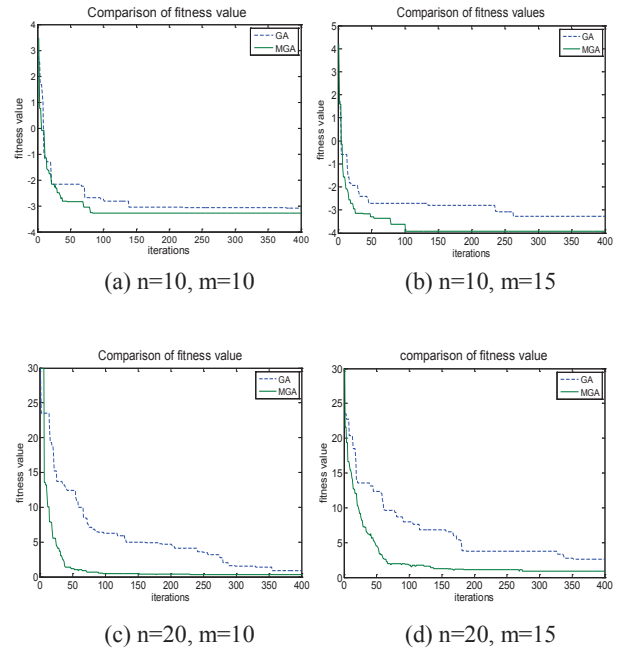 Comparison of fitness value
4
3
2
1
0
-1
-2
-3
-4
fitness value
0 50 100 150 200 250 300 350 400
iterations
GA
MGA
(a) n=10, m=10
Comparison of fitness values
5
4
3
2
1
0
-1
-2
-3
-4
fitness value
0 50 100 150 200 250 300 350 400
iterations
GA
MGA
(b) n=10, m=15
Comparison of fitness value
30
25
20
15
10
5
0
fitness value
0 50 100 150 200 250 300 350 400
iterations
GA
MGA
(c) n=20, m=10
comparison of fitness value
30
25
20
15
10
5
0
fitness value
0 50 100 150 200 250 300 350 400
iterations
GA
MGA
(d) n=20, m=15